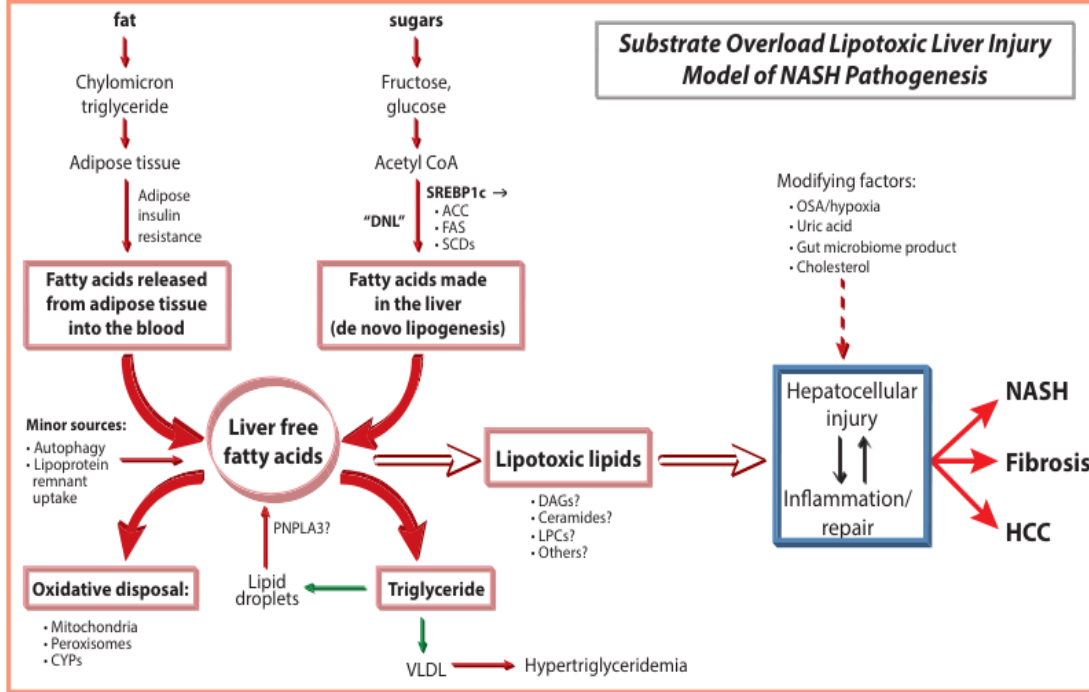 fat
sugars
Substrate Overload Lipotoxic Liver Injury
Model of NASH Pathogenesis
Chylomicron
triglyceride
Fructose,
glucose
Adipose tissue
Acetyl CoA
Adipose
insulin
resistance
"DNL"
SREBP1c →
• ACC
• FAS
• SCDs
Modifying factors:
• OSA/hypoxia
• Uric acid
• Gut microbiome product
• Cholesterol
Fatty acids released
from adipose tissue
into the blood
Fatty acids made
in the liver
(de novo lipogenesis)
Minor sources:
• Autophagy
• Lipoprotein
remnant
uptake
Liver free
fatty acids
Lipotoxic lipids
• DAGs?
• Ceramides?
• LPCs?
• Others?
Hepatocellular
injury
Inflammation/
repair
NASH
Fibrosis
HCC
PNPLA3?
Oxidative disposal:
• Mitochondria
• Peroxisomes
• CYPs
Lipid
droplets
Triglyceride
VLDL
Hypertriglyceridemia